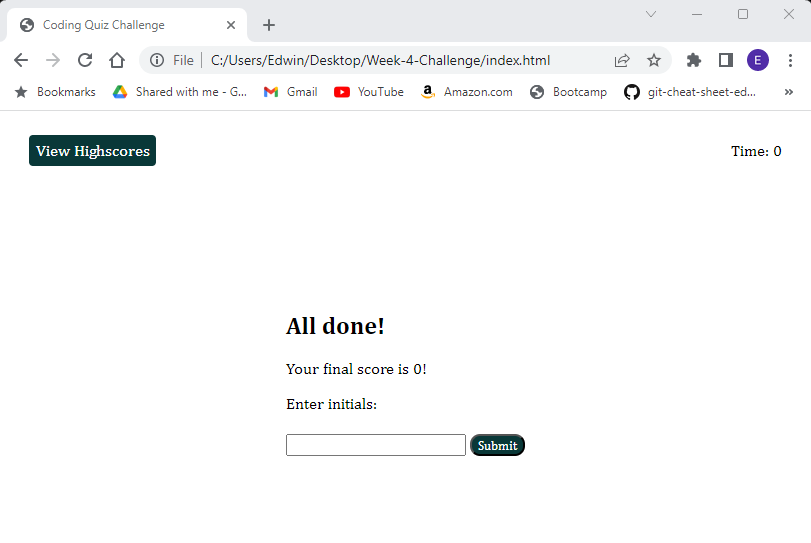 Coding Quiz Challenge
File | C:/Users/Edwin/Desktop/Week-4-Challenge/index.html
E
Bookmarks Shared with me - G... Gmail YouTube Amazon.com Bootcamp git-cheat-sheet-ed... »
View Highscores Time: 0
All done!
Your final score is 0!
Enter initials:
Submit